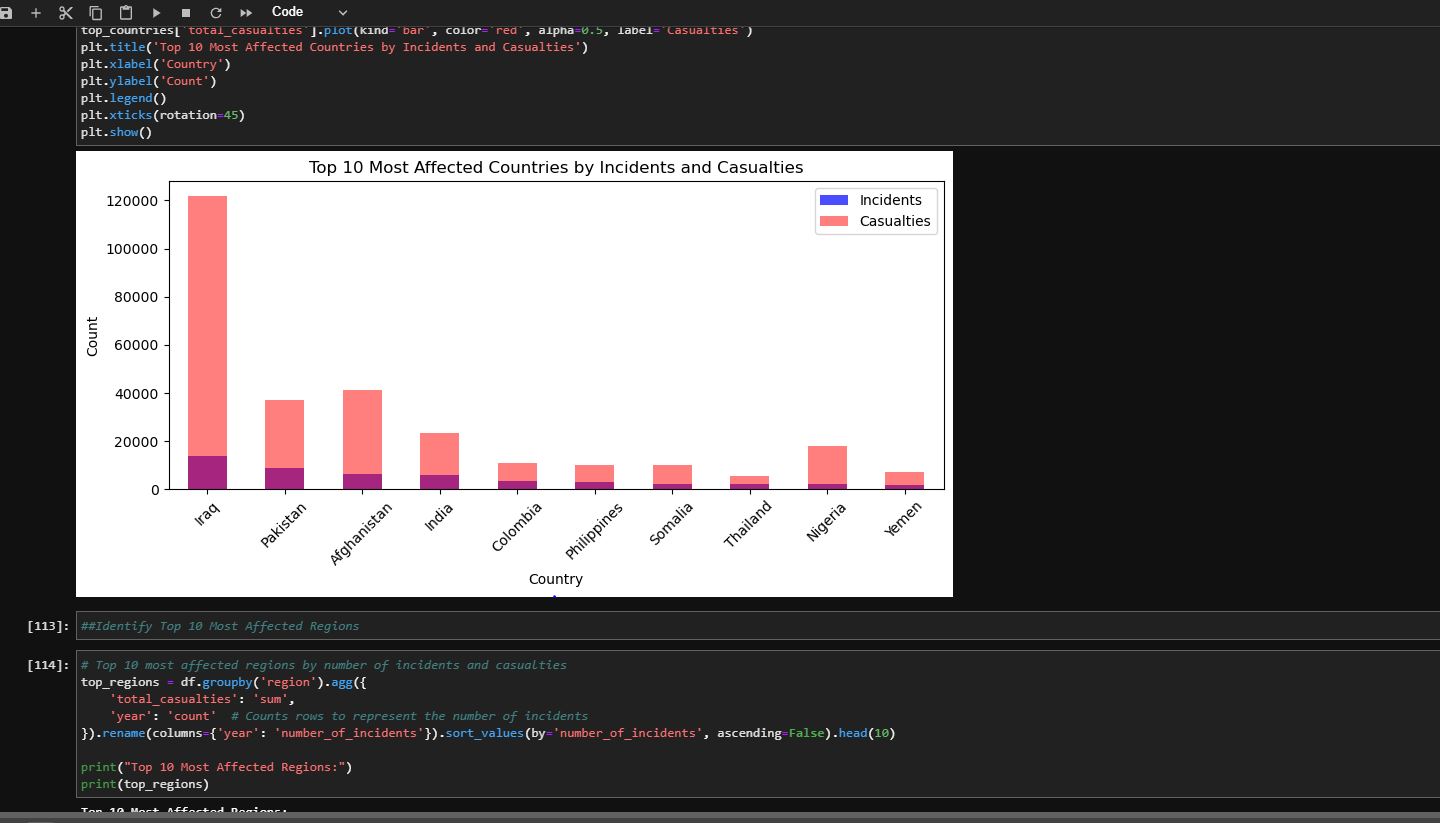 Code
top_countries['total_casualties'].plot(kind='bar', color='red', alpha=0.5, label='Casualties')
plt.title('Top 10 Most Affected Countries by Incidents and Casualties')
plt.xlabel('Country')
plt.ylabel('Count')
plt.legend()
plt.xticks(rotation=45)
plt.show()
Top 10 Most Affected Countries by Incidents and Casualties
Incidents
Casualties
120000
100000
80000
60000
40000
20000
0
Count
Iraq
Pakistan
Afghanistan
India
Colombia
Philippines
Somalia
Thailand
Nigeria
Yemen
Country
[113]: ##Identify Top 10 Most Affected Regions
[114]: # Top 10 most affected regions by number of incidents and casualties
top_regions = df.groupby('region').agg({
    'total_casualties': 'sum',
    'year': 'count'  # Counts rows to represent the number of incidents
}).rename(columns={'year': 'number_of_incidents'}).sort_values(by='number_of_incidents', ascending=False).head(10)
print("Top 10 Most Affected Regions:")
print(top_regions)
Top 10 Most Affected Regions: